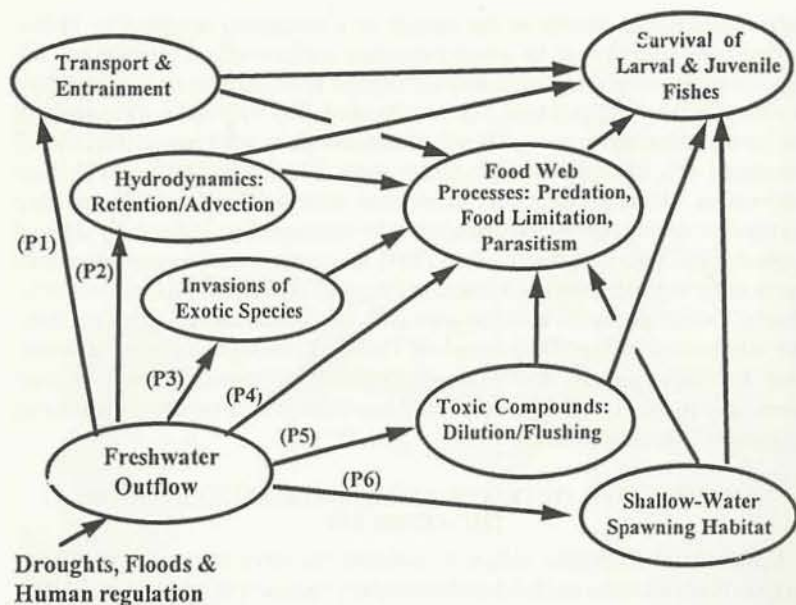 Transport &
Entrainment
Survival of
Larval & Juvenile
Fishes
Hydrodynamics:
Retention/Advection
Food Web
Processes: Predation,
Food Limitation,
Parasitism
(P1)
(P2)
Invasions of
Exotic Species
(P3)
(P4)
(P5)
Toxic Compounds:
Dilution/Flushing
Freshwater
Outflow
(P6)
Shallow-Water
Spawning Habitat
Droughts, Floods &
Human regulation